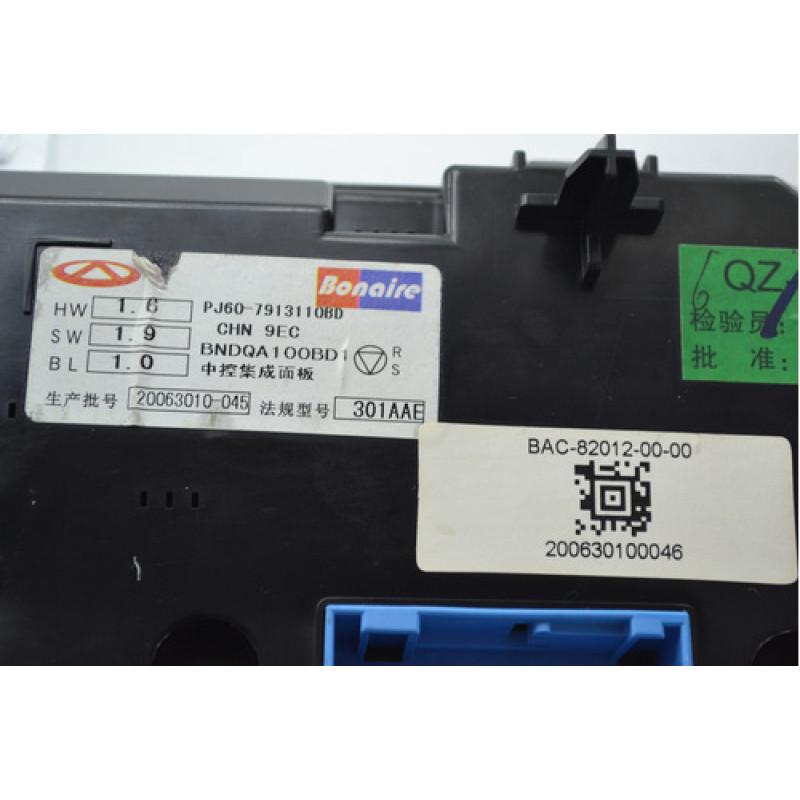 Bonaire
HW 1.6 PJ60-7913110BD
SW 1.9 CHN 9EC
BNDQA100BD1
BL 1.0 中控集成面板
R
S
生产批号 20063010-045 法规型号 301AAE
QZ
检验员:
批 准:
BAC-82012-00-00
200630100046